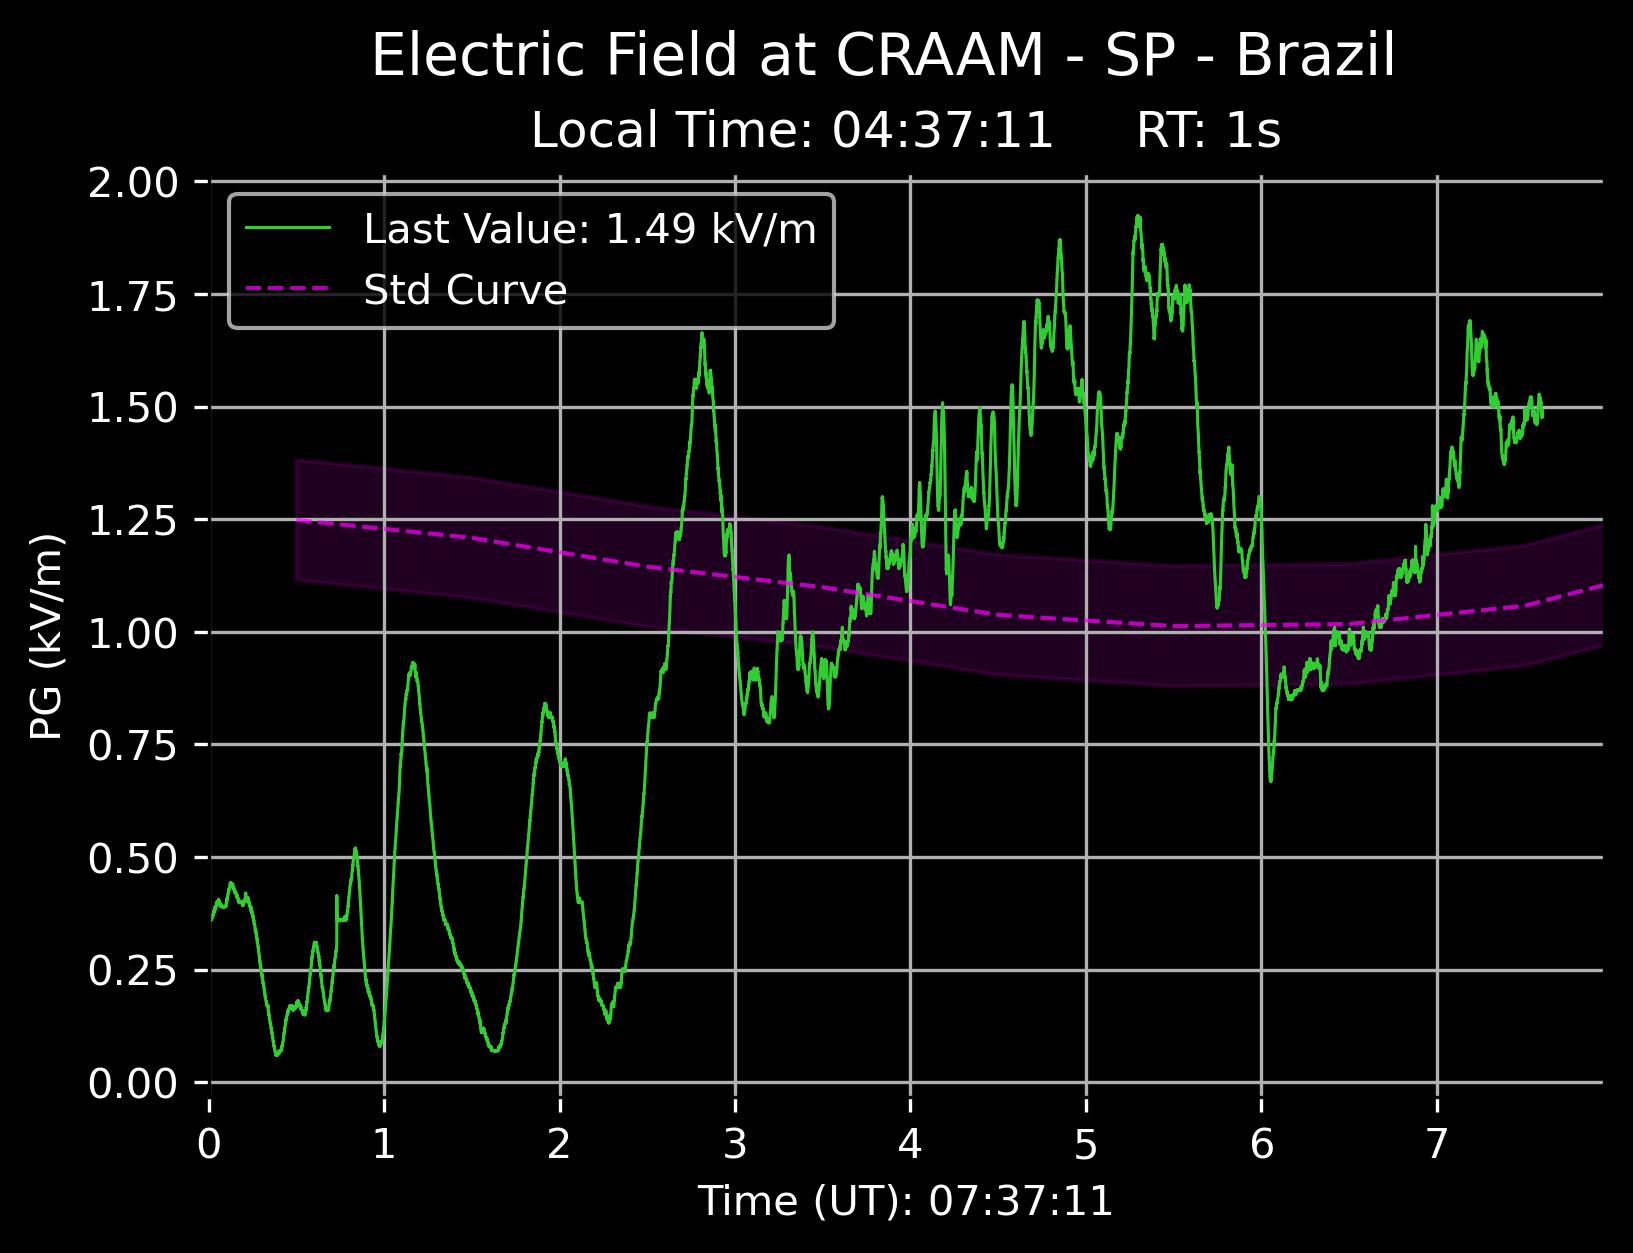 Electric Field at CRAAM - SP - Brazil
Local Time: 04:37:11 RT: 1s
Last Value: 1.49 kV/m
Std Curve
PG (kV/m)
2.00
1.75
1.50
1.25
1.00
0.75
0.50
0.25
0.00
0 1 2 3 4 5 6 7
Time (UT): 07:37:11